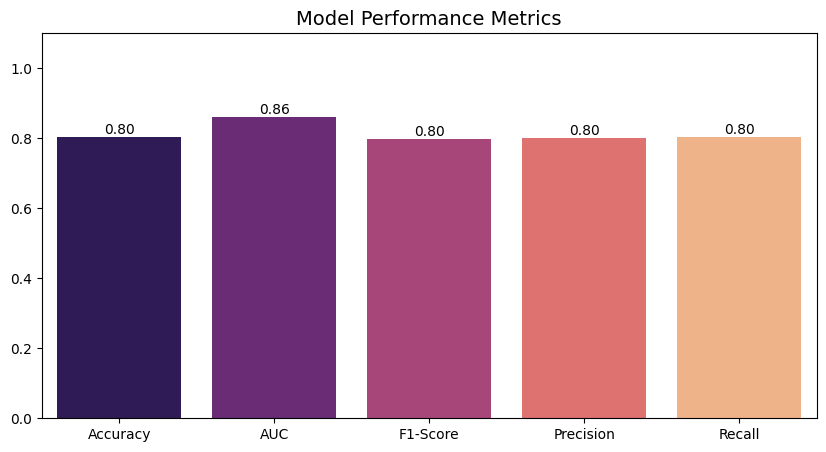 Model Performance Metrics
1.0
0.8
0.6
0.4
0.2
0.0
0.80
0.86
0.80
0.80
0.80
Accuracy
AUC
F1-Score
Precision
Recall